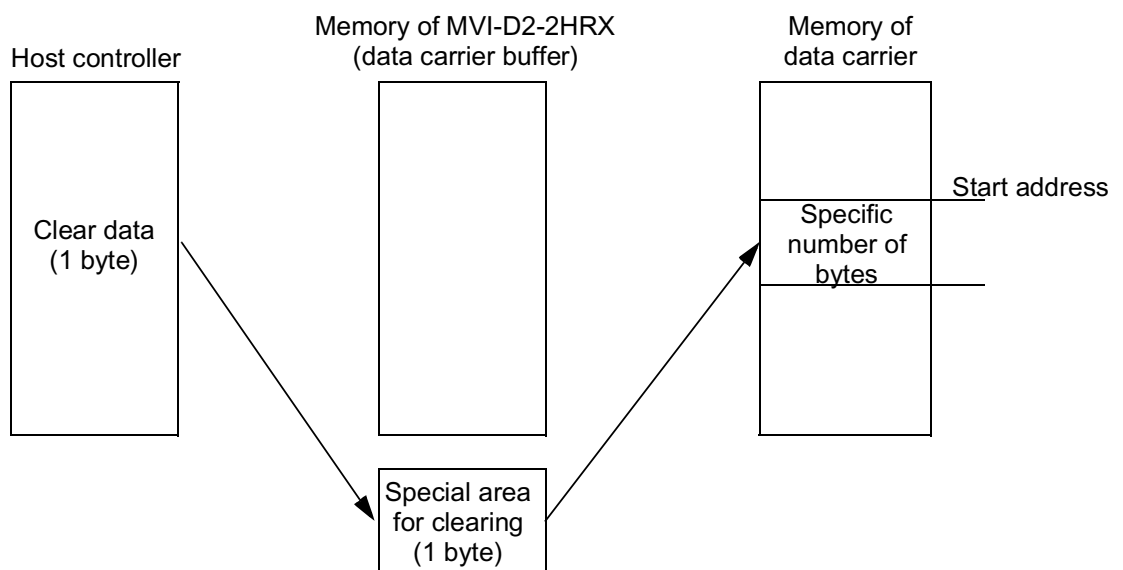 Host controller
Memory of MVI-D2-2HRX
(data carrier buffer)
Memory of
data carrier
Clear data
(1 byte)
Start address
Specific
number of
bytes
Special area
for clearing
(1 byte)